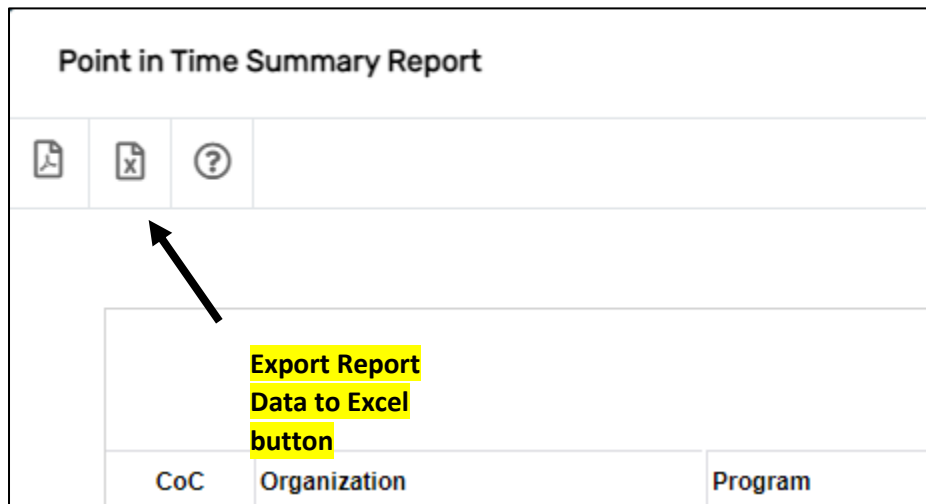 Point in Time Summary Report
Export Report
Data to Excel
button
CoC Organization Program